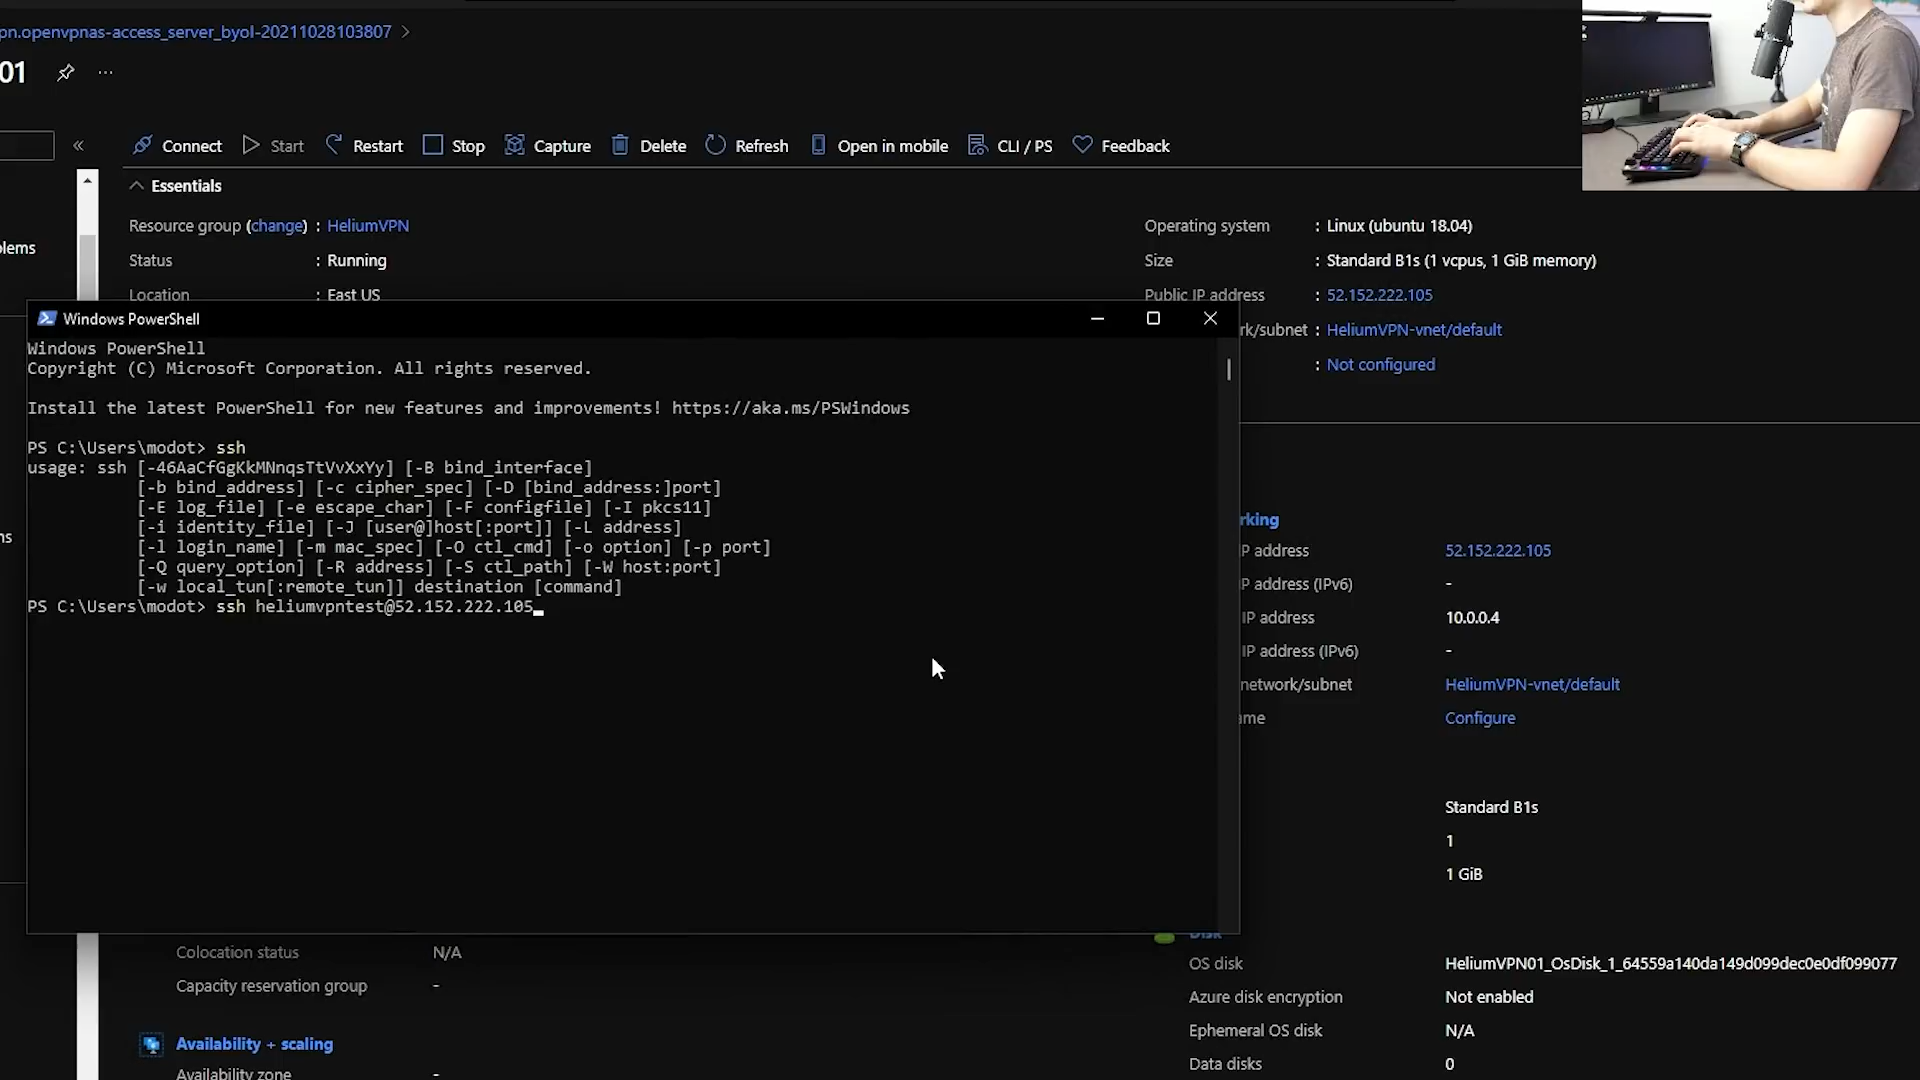 pn.openvpnas-access_server_byol-20211028103807 >
01 ...
« Connect Start Restart Stop Capture Delete Refresh Open in mobile CLI / PS Feedback
Essentials
Resource group (change) : HeliumVPN
Status : Running
Location : East US
Operating system : Linux (ubuntu 18.04)
Size : Standard B1s (1 vcpus, 1 GiB memory)
Public IP address : 52.152.222.105
rk/subnet : HeliumVPN-vnet/default
: Not configured
olems
ns
Windows PowerShell
Windows PowerShell
Copyright (C) Microsoft Corporation. All rights reserved.
Install the latest PowerShell for new features and improvements! https://aka.ms/PSWindows
PS C:\Users\modot> ssh
usage: ssh [-46AaCfGgKkMNnqsTtVvXxYy] [-B bind_interface]
[-b bind_address] [-c cipher_spec] [-D [bind_address:]port]
[-E log_file] [-e escape_char] [-F configfile] [-I pkcs11]
[-i identity_file] [-J [user@]host[:port]] [-L address]
[-l login_name] [-m mac_spec] [-O ctl_cmd] [-o option] [-p port]
[-Q query_option] [-R address] [-S ctl_path] [-W host:port]
[-w local_tun[:remote_tun]] destination [command]
PS C:\Users\modot> ssh heliumvpntest@52.152.222.105_
rking
P address 52.152.222.105
P address (IPv6) -
IP address 10.0.0.4
IP address (IPv6) -
network/subnet HeliumVPN-vnet/default
ame Configure
Standard B1s
1
1 GiB
Colocation status N/A
Capacity reservation group -
Availability + scaling
Availability zone -
Disk
OS disk HeliumVPN01_OsDisk_1_64559a140da149d099dec0e0df099077
Azure disk encryption Not enabled
Ephemeral OS disk N/A
Data disks 0